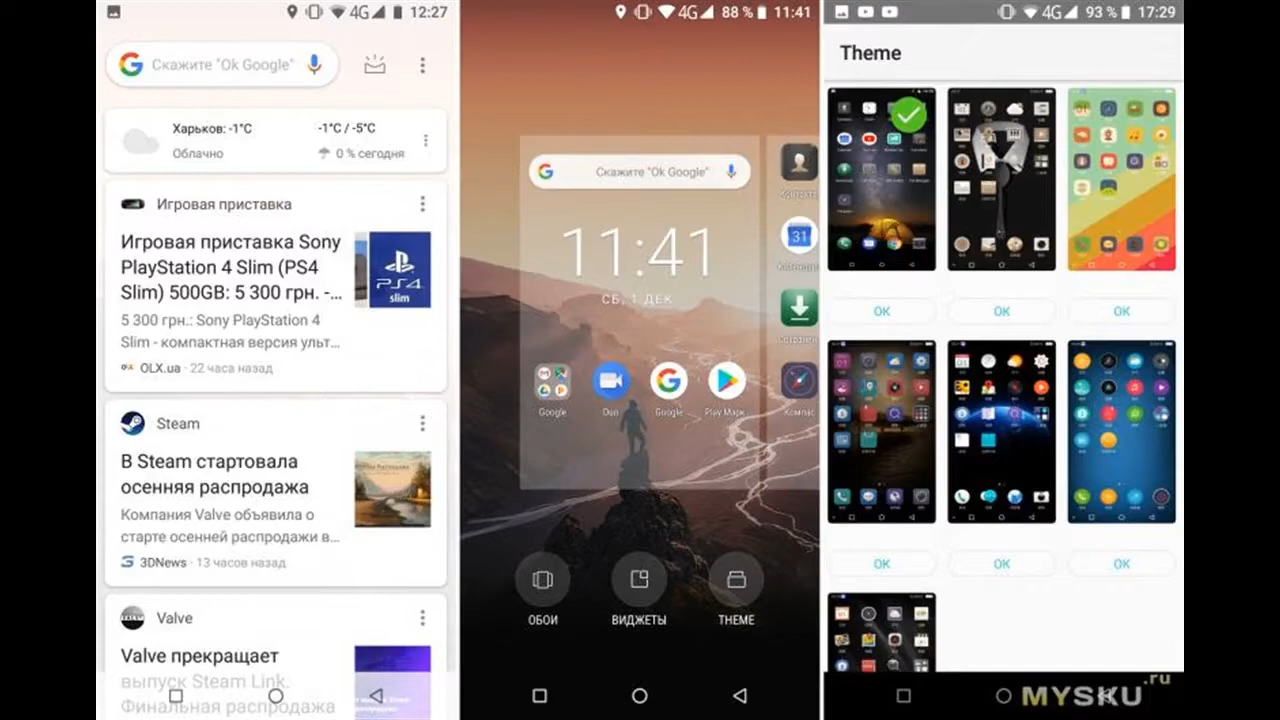 4G 12:27
Скажите "Ok Google"
Харьков: -1°C
-1°C / -5°C
Облачно
0 % сегодня
Игровая приставка
Игровая приставка Sony
PlayStation 4 Slim (PS4
Slim) 500GB: 5 300 грн. -...
5 300 грн.: Sony PlayStation 4
Slim - компактная версия ульт...
PS4
slim
OLX.ua · 22 часа назад
Steam
В Steam стартовала
осенняя распродажа
Компания Valve объявила о
старте осенней распродажи в...
3DNews · 13 часов назад
Valve
Valve прекращает
выпуск Steam Link.
Финальная распродажа
4G 88 % 11:41
Скажите "Ok Google"
11:41
СБ, 1 ДЕК
31
Google
Duo
Google
Play Марк
Компас
ОБОИ
ВИДЖЕТЫ
THEME
4G 93 % 17:29
Theme
OK
OK
OK
OK
OK
OK
MYSKU.ru